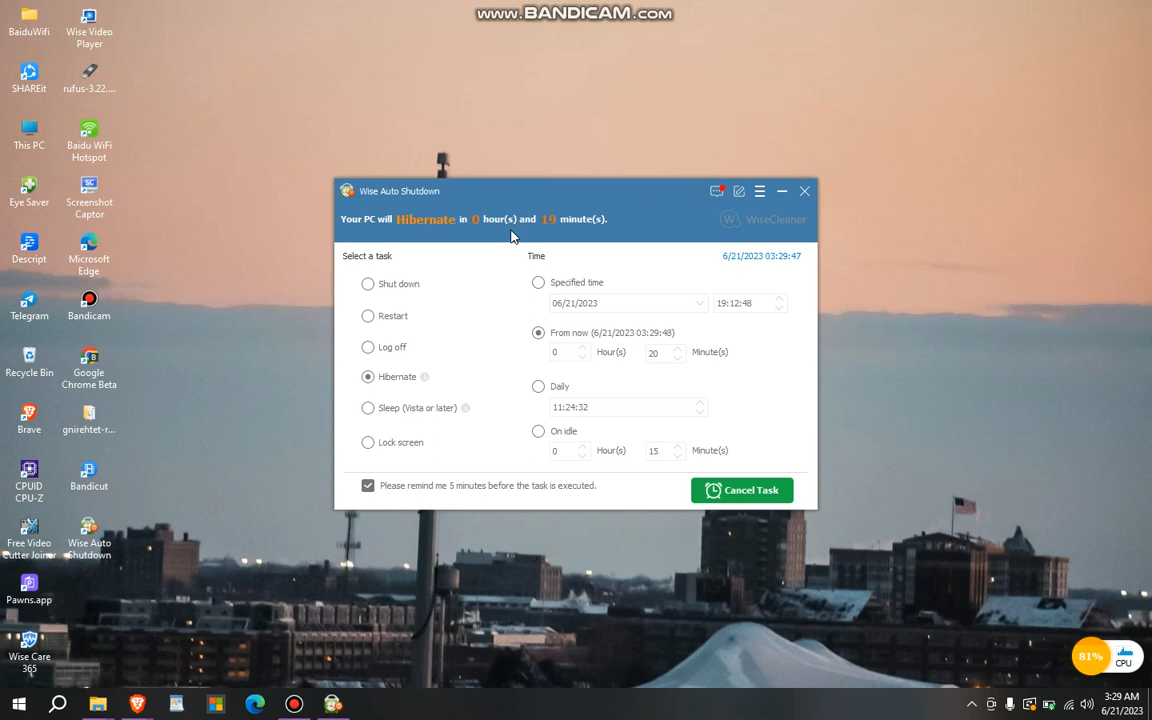 www.BANDICAM.com
BaiduWifi
Wise Video
Player
SHAREit
rufus-3.22....
This PC
Baidu WiFi
Hotspot
Eye Saver
Screenshot
Captor
Descript
Microsoft
Edge
Telegram
Bandicam
Recycle Bin
Google
Chrome Beta
Brave
gnirehtet-r...
CPUID
CPU-Z
Bandicut
Free Video
Cutter Joiner
Wise Auto
Shutdown
Pawns.app
Wise Care
365
Wise Auto Shutdown
Your PC will Hibernate in 0 hour(s) and 19 minute(s).
W WiseCleaner
Select a task
Time
6/21/2023 03:29:47
Shut down
Restart
Log off
Hibernate
Sleep (Vista or later)
Lock screen
Specified time
06/21/2023
19:12:48
From now (6/21/2023 03:29:48)
0 Hour(s) 20 Minute(s)
Daily
11:24:32
On idle
0 Hour(s) 15 Minute(s)
Please remind me 5 minutes before the task is executed.
Cancel Task
81%
CPU
3:29 AM
6/21/2023